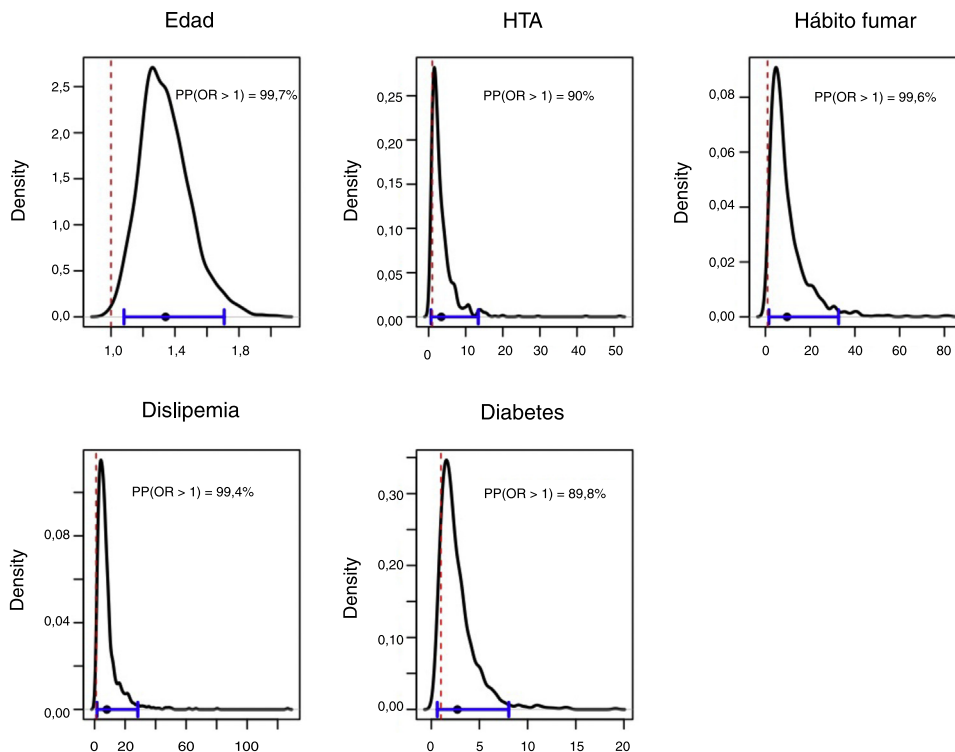 Edad
PP(OR > 1) = 99,7%
Density
2,5
2,0
1,5
1,0
0,5
0,0
1,0 1,4 1,8
HTA
PP(OR > 1) = 90%
Density
0,25
0,20
0,15
0,10
0,05
0,00
0 10 20 30 40 50
Hábito fumar
PP(OR > 1) = 99,6%
Density
0,08
0,06
0,04
0,02
0,00
0 20 40 60 80
Dislipemia
PP(OR > 1) = 99,4%
Density
0,08
0,04
0,00
0 20 60 100
Diabetes
PP(OR > 1) = 89,8%
Density
0,30
0,20
0,10
0,00
0 5 10 15 20